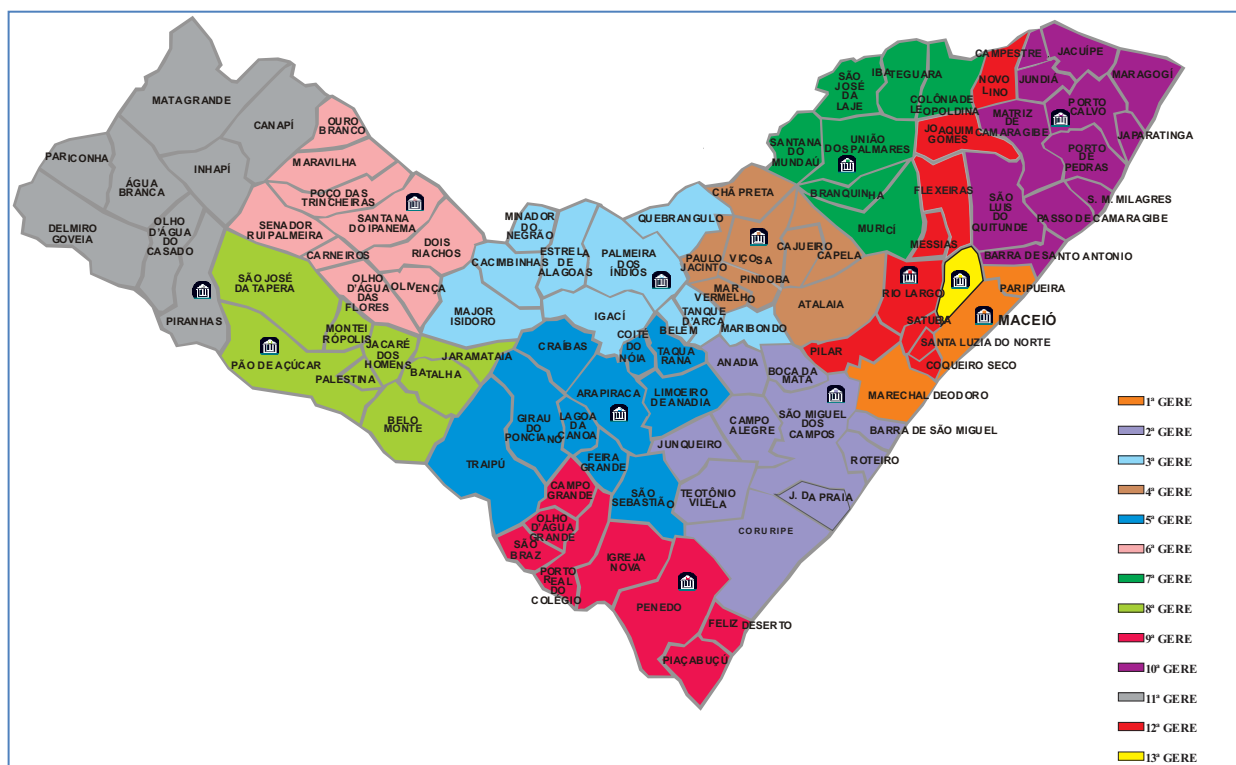 MATA GRANDE
CANAPÍ
PARICONHA
INHAPÍ
ÁGUA
BRANCA
DELMIRO
GOVEIA
OLHO
D'ÁGUA
DO
CASADO
PIRANHAS
OURO
BRANCO
MARAVILHA
POÇO DAS
TRINCHEIRAS
SANTANA
DO IPANEMA
SENADOR
RUI PALMEIRA
CARNEIROS
DOIS
RIACHOS
OLHO
D'ÁGUA
DAS
FLORES
OLIVENÇA
SÃO JOSÉ
DA TAPERA
MONTEI
RÓPOLIS
PÃO DE AÇÚCAR
PALESTINA
JACARÉ
DOS
HOMENS
BATALHA
JARAMATAIA
BELO
MONTE
MINADOR
DO
NEGRÃO
CACIMBINHAS
ESTRELA
DE
ALAGOAS
PALMEIRA
DOS
ÍNDIOS
QUEBRANGULO
MAJOR
ISIDORO
IGACÍ
TANQUE
D'ARCA
MARIBONDO
BELÉM
COITÉ
DO
NÓIA
TAQUA
RANA
CRAÍBAS
ARAPIRACA
LIMOEIRO
DE ANADIA
LAGOA
DA
CANOA
GIRAU
DO
PONCIANO
FEIRA
GRANDE
TRAIPÚ
SÃO
SEBASTIÃO
CAMPO
GRANDE
OLHO
D'ÁGUA
GRANDE
SÃO
BRAZ
PORTO
REAL
DO
COLÉGIO
IGREJA
NOVA
PENEDO
FELIZ DESERTO
PIAÇABUÇÚ
CHÃ PRETA
PAULO
JACINTO
VIÇOSA
CAJUEIRO
CAPELA
PINDOBA
MAR
VERMELHO
ATALAIA
ANADIA
BOCA DA
MATA
CAMPO
ALEGRE
SÃO MIGUEL
DOS
CAMPOS
JUNQUEIRO
BARRA DE SÃO MIGUEL
ROTEIRO
TEOTÔNIO
VILELA
J. DA PRAIA
CORURIPE
SÃO
JOSÉ
DA
LAJE
IBATEGUARA
COLÔNIA DE
LEOPOLDINA
SANTANA
DO
MUNDAÚ
UNIÃO
DOS PALMARES
BRANQUINHA
MURICÍ
CAMPESTRE
NOVO
LINO
JOAQUIM
GOMES
FLEXEIRAS
MESSIAS
RIO LARGO
SATUBA
SANTA LUZIA DO NORTE
COQUEIRO SECO
PILAR
JACUÍPE
JUNDIÁ
MARAGOGÍ
PORTO
CALVO
MATRIZ
DE
CAMARAGIBE
JAPARATINGA
PORTO
DE
PEDRAS
S. M. MILAGRES
PASSO DE CAMARAGIBE
SÃO
LUIS
DO
QUITUNDE
BARRA DE SANTO ANTONIO
PARIPUEIRA
MACEIÓ
MARECHAL DEODORO
1ª GERE
2ª GERE
3ª GERE
4ª GERE
5ª GERE
6ª GERE
7ª GERE
8ª GERE
9ª GERE
10ª GERE
11ª GERE
12ª GERE
13ª GERE